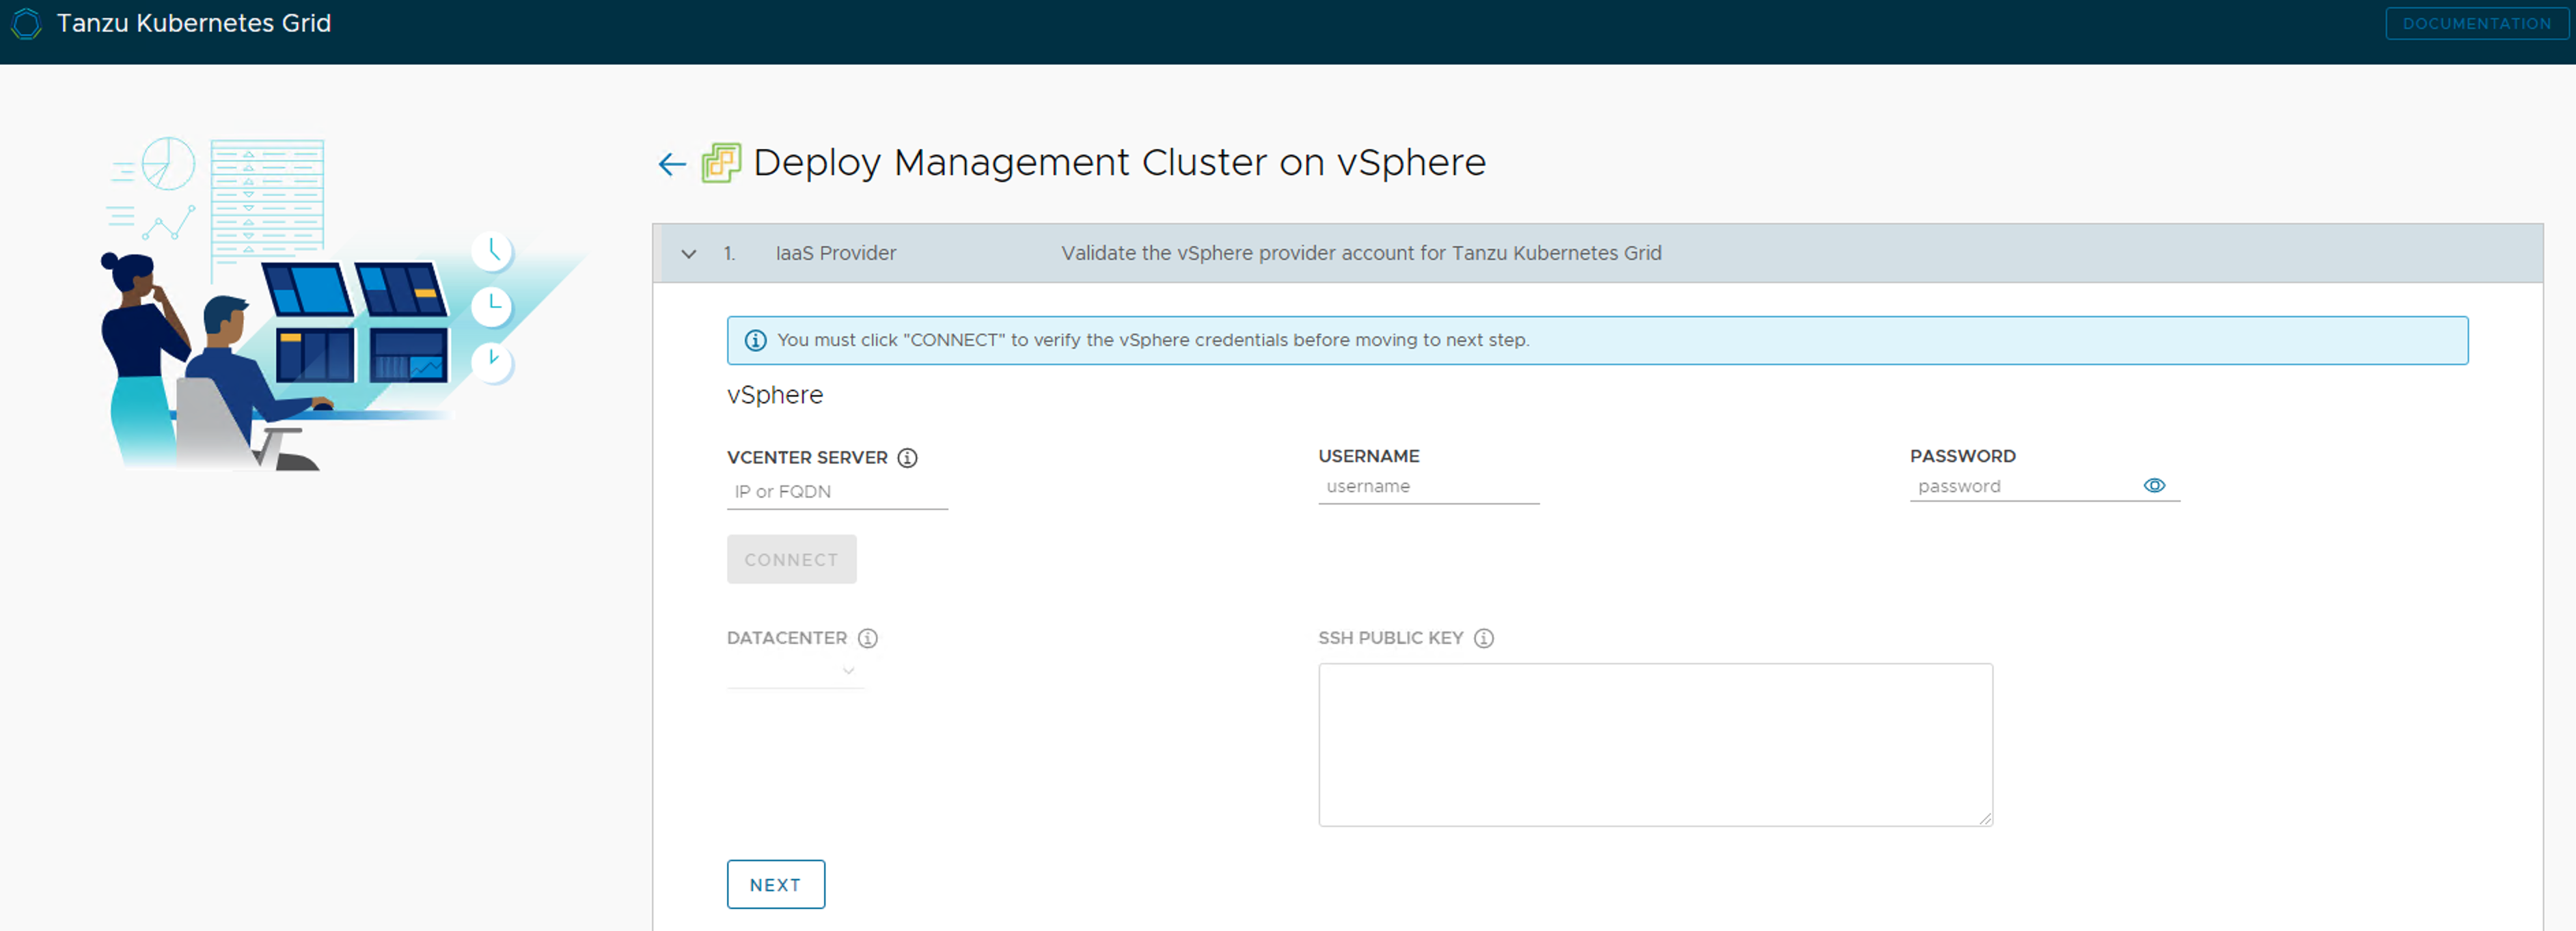 Tanzu Kubernetes Grid
DOCUMENTATION
Deploy Management Cluster on vSphere
1. IaaS Provider Validate the vSphere provider account for Tanzu Kubernetes Grid
You must click "CONNECT" to verify the vSphere credentials before moving to next step.
vSphere
VCENTER SERVER
IP or FQDN
USERNAME
username
PASSWORD
password
CONNECT
DATACENTER
SSH PUBLIC KEY
NEXT